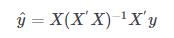 ŷ = X(X′X)⁻¹X′y